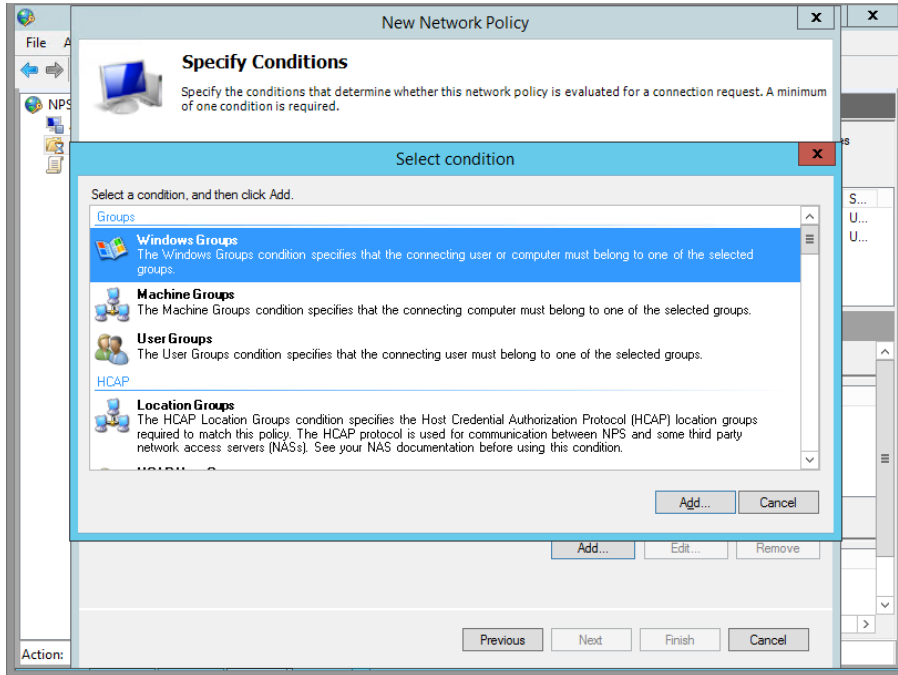 New Network Policy
x
x
File A
Specify Conditions
Specify the conditions that determine whether this network policy is evaluated for a connection request. A minimum
of one condition is required.
NPS
Select condition
x
Select a condition, and then click Add.
S...
Groups
U...
Windows Groups
U...
The Windows Groups condition specifies that the connecting user or computer must belong to one of the selected
groups.
Machine Groups
The Machine Groups condition specifies that the connecting computer must belong to one of the selected groups.
User Groups
The User Groups condition specifies that the connecting user must belong to one of the selected groups.
HCAP
Location Groups
The HCAP Location Groups condition specifies the Host Credential Authorization Protocol (HCAP) location groups
required to match this policy. The HCAP protocol is used for communication between NPS and some third party
network access servers (NASs). See your NAS documentation before using this condition.
Add... Cancel
Add... Edit... Remove
Previous Next Finish Cancel
Action: